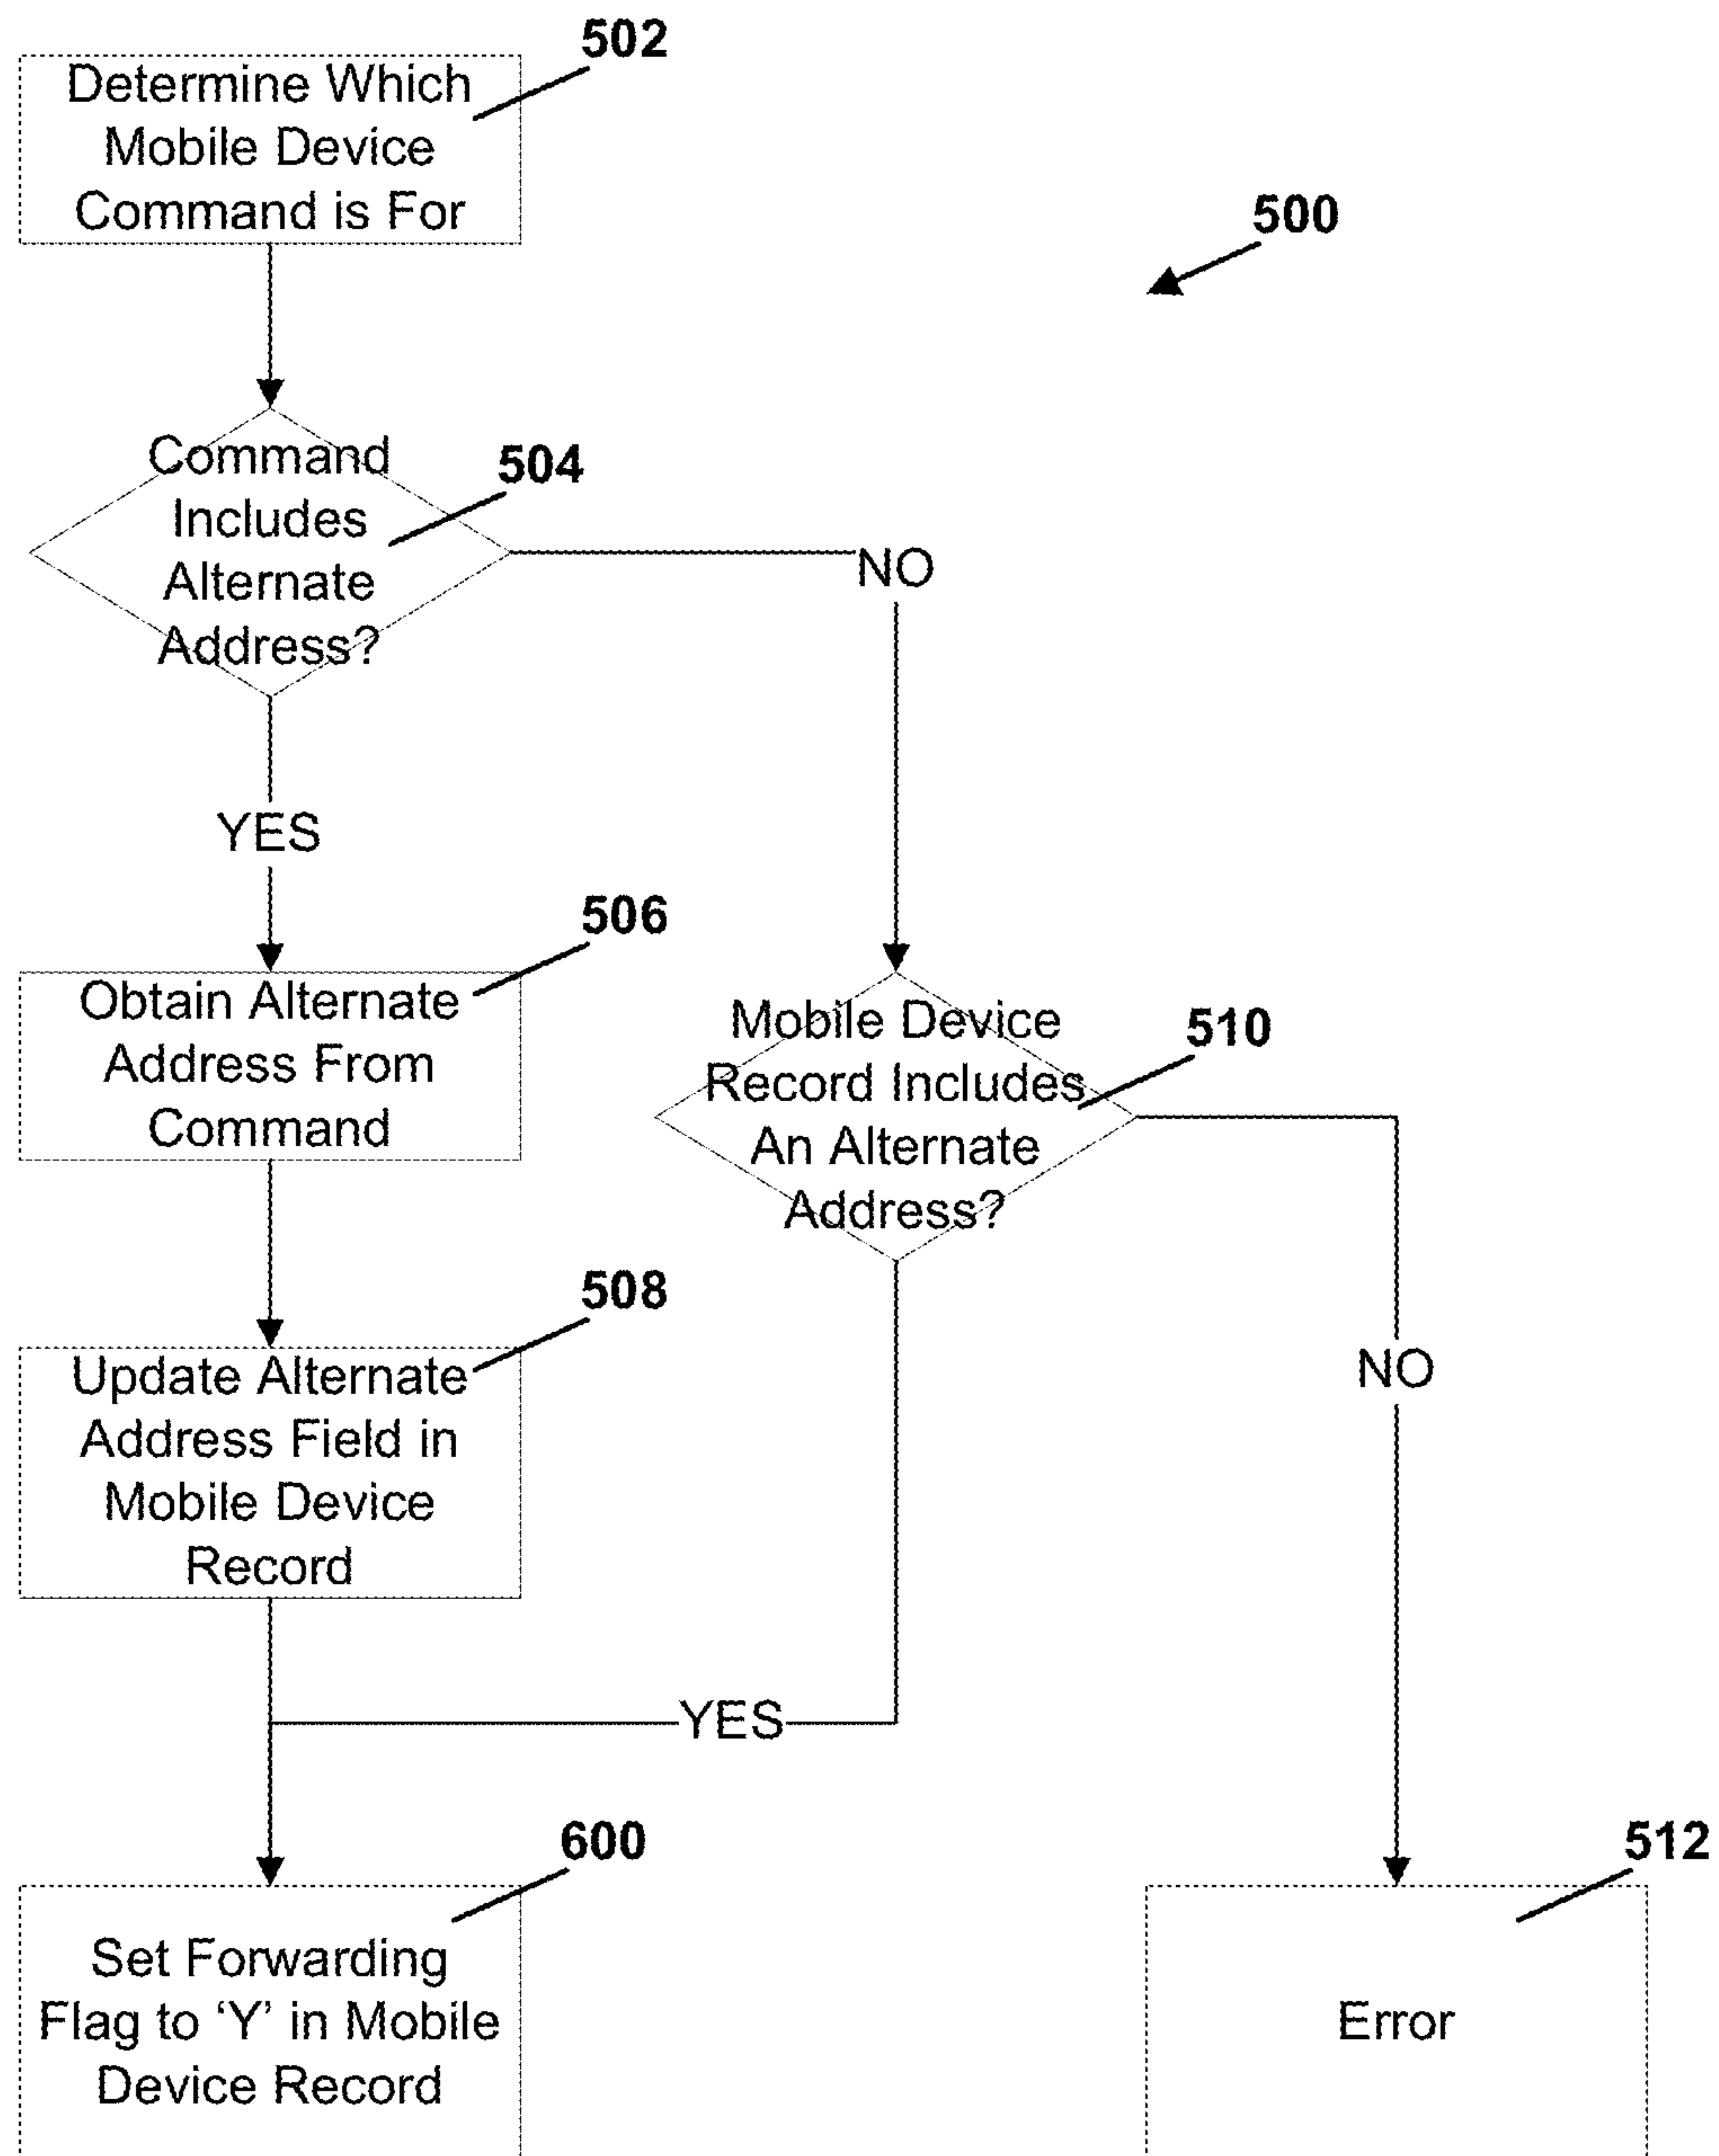 502
Determine Which
Mobile Device
Command is For
500
Command
Includes
Alternate
Address?
504
NO
YES
506
Obtain Alternate
Address From
Command
Mobile Device
Record Includes
An Alternate
Address?
510
508
Update Alternate
Address Field in
Mobile Device
Record
NO
YES
600
Set Forwarding
Flag to ‘Y’ in Mobile
Device Record
512
Error